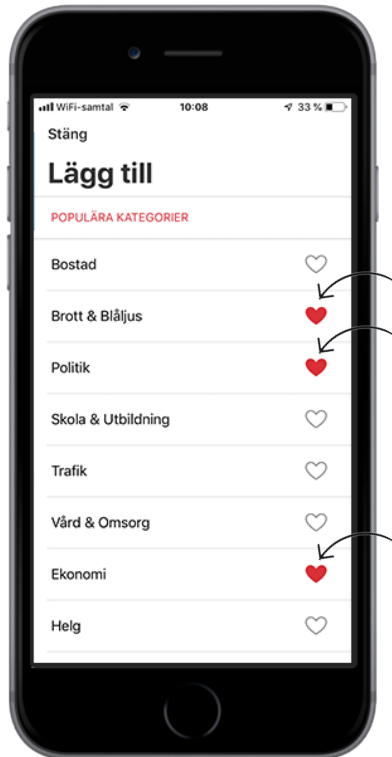 WiFi-samtal 10:08 33 %
Stäng
Lägg till
POPULÄRA KATEGORIER
Bostad
Brott & Blåljus
Politik
Skola & Utbildning
Trafik
Vård & Omsorg
Ekonomi
Helg